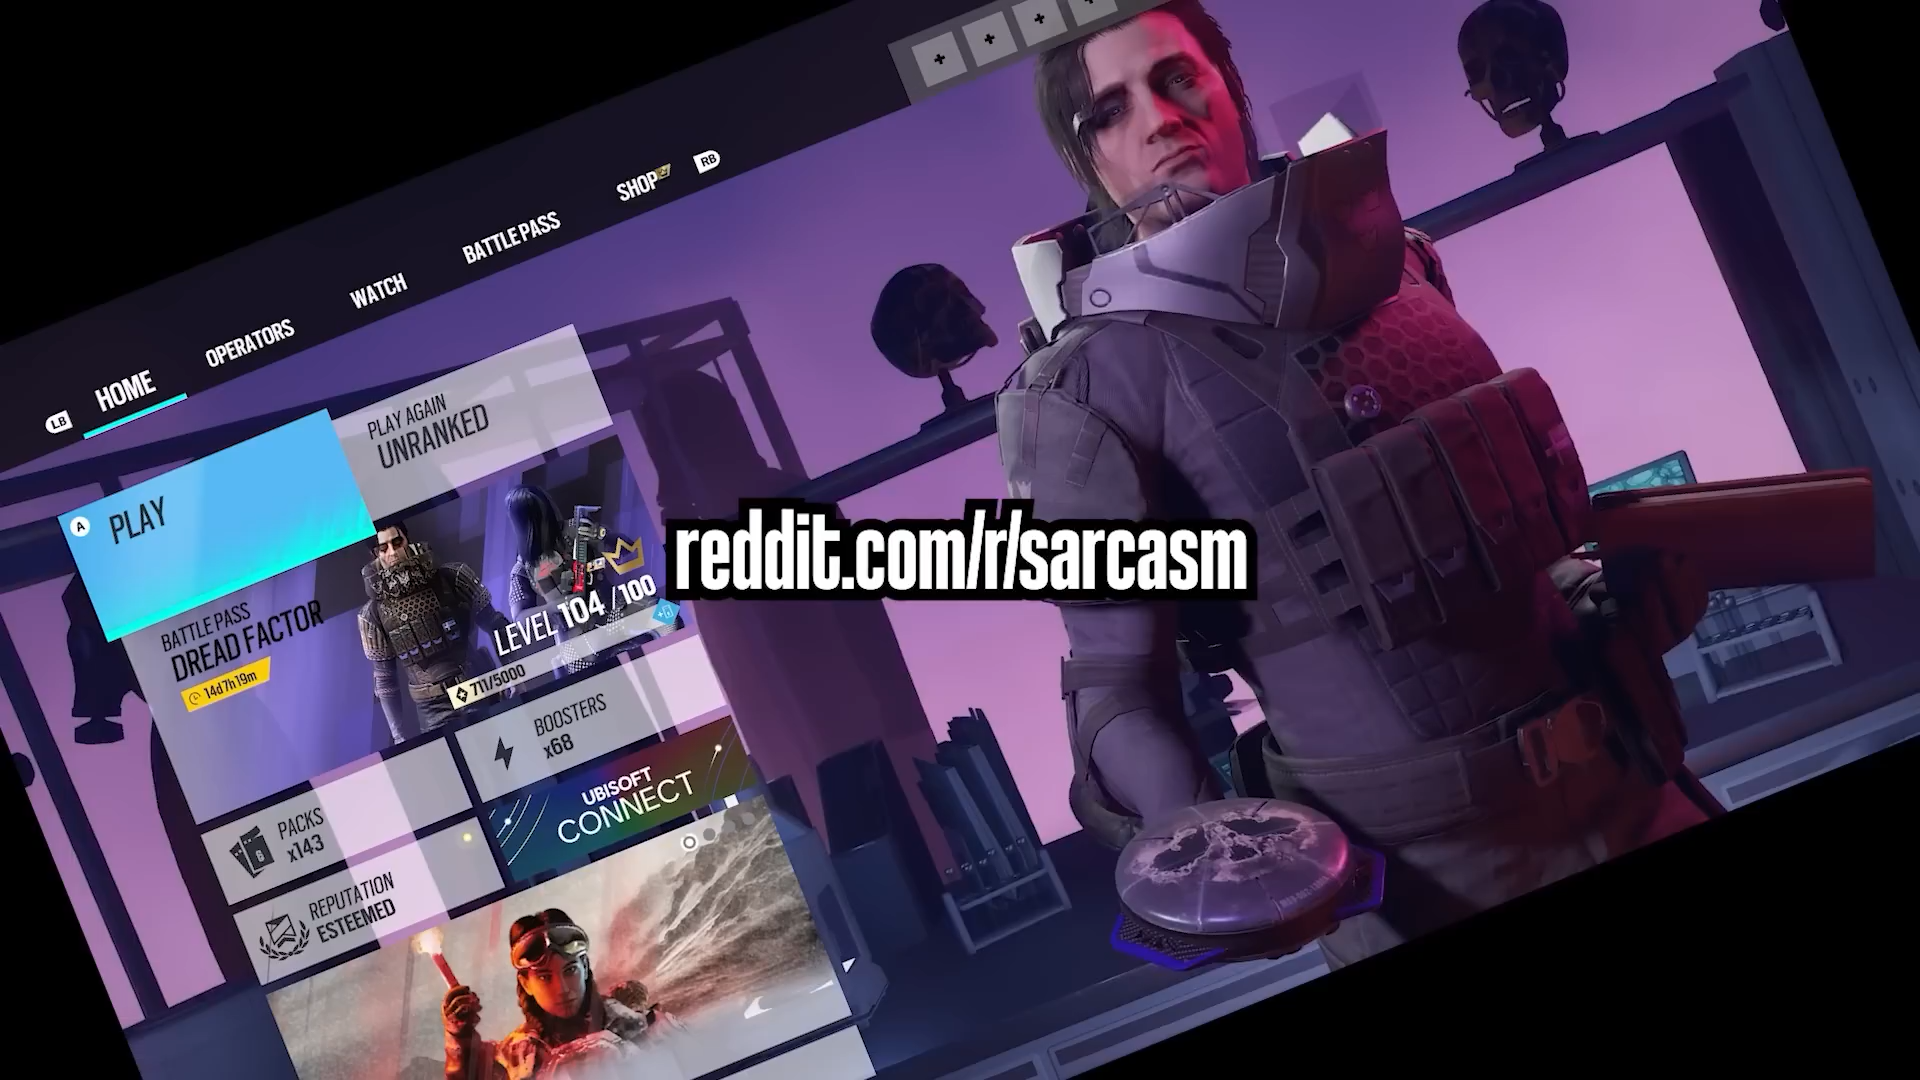 LB
HOME
OPERATORS
WATCH
BATTLE PASS
SHOP
RB
A
PLAY
PLAY AGAIN
UNRANKED
reddit.com/r/sarcasm
BATTLE PASS
DREAD FACTOR
14d7h19m
LEVEL 104 /100
711/5000
BOOSTERS
x68
UBISOFT
CONNECT
PACKS
x143
6
REPUTATION
ESTEEMED